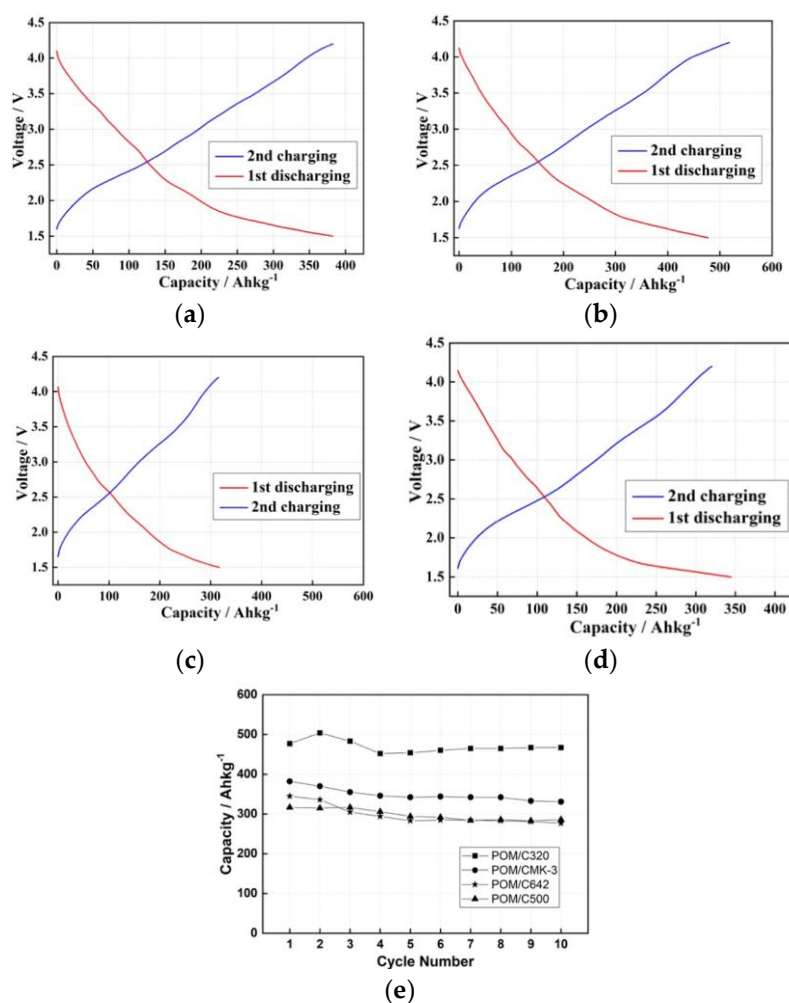 4.5
4.0
3.5
3.0
2.5
2.0
1.5
Voltage / V
2nd charging
1st discharging
0 50 100 150 200 250 300 350 400
Capacity / Ahkg⁻¹
(a)
4.5
4.0
3.5
3.0
2.5
2.0
1.5
Voltage / V
2nd charging
1st discharging
0 100 200 300 400 500 600
Capacity / Ahkg⁻¹
(b)
4.5
4.0
3.5
3.0
2.5
2.0
1.5
Voltage / V
1st discharging
2nd charging
0 100 200 300 400 500 600
Capacity / Ahkg⁻¹
(c)
4.5
4.0
3.5
3.0
2.5
2.0
1.5
Voltage / V
2nd charging
1st discharging
0 50 100 150 200 250 300 350 400
Capacity / Ahkg⁻¹
(d)
600
500
400
300
200
100
0
Capacity / Ahkg⁻¹
POM/C320
POM/CMK-3
POM/C642
POM/C500
1 2 3 4 5 6 7 8 9 10
Cycle Number
(e)